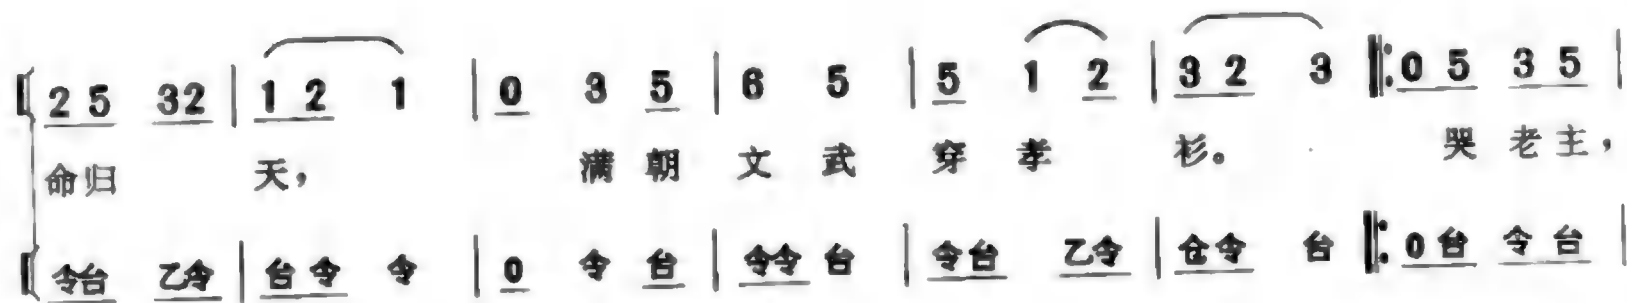 2 5 32 | 1 2 1 | 0 3 5 | 6 5 | 5 1 2 | 3 2 3 ‖: 0 5 3 5 |
命归 天， 满 朝 文 武 穿 孝 杉。 哭 老 主，
令台 乙令 | 台 令 令 | 0 令 台 | 令令 台 | 令台 乙令 | 仓令 台 ‖: 0 台 令 台 |